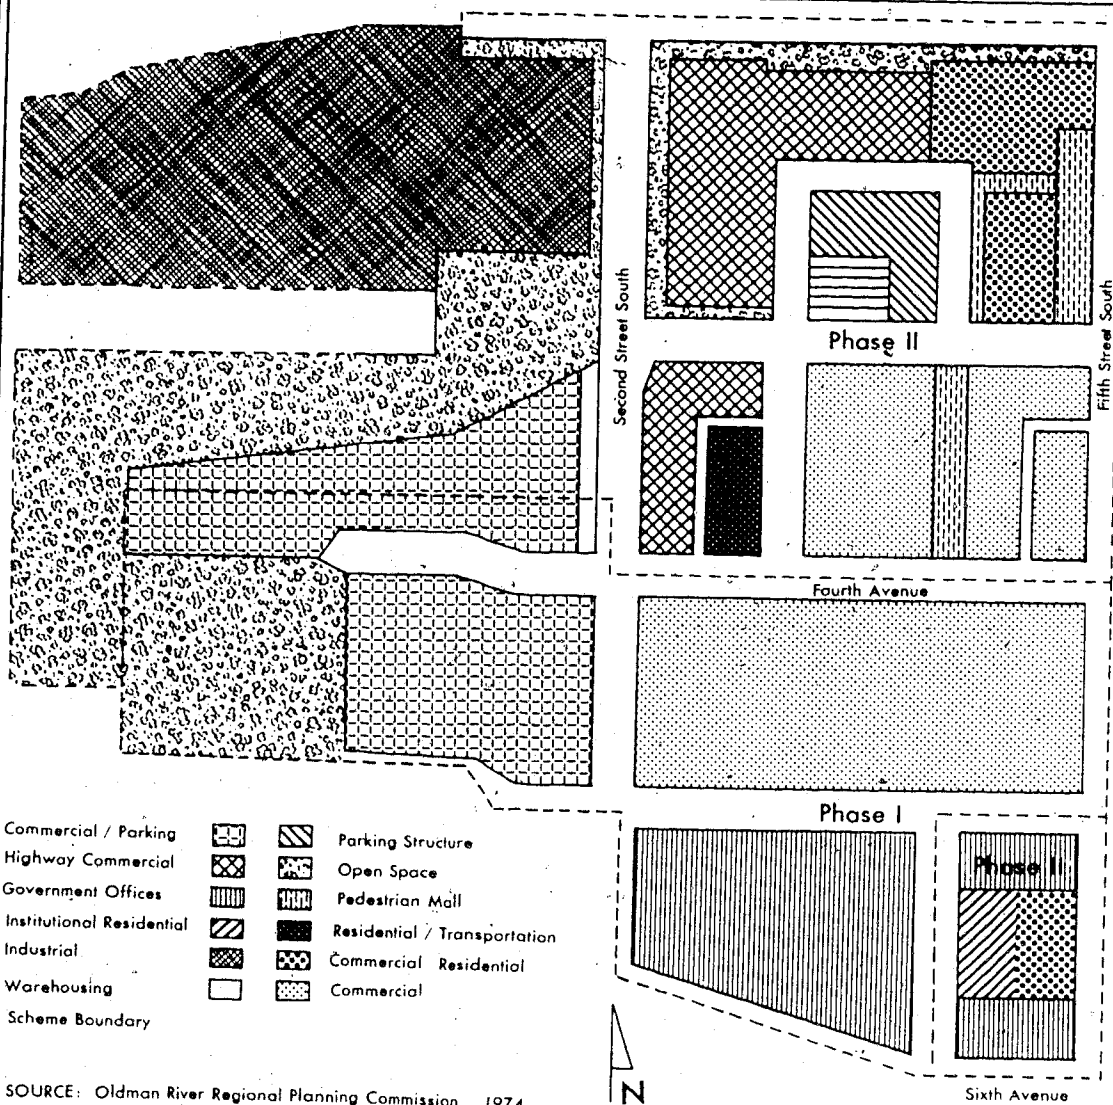 Second Street South
Fifth Street South
Phase II
Fourth Avenue
Phase I
Phase II
Commercial / Parking
Highway Commercial
Government Offices
Institutional Residential
Industrial
Warehousing
Scheme Boundary
Parking Structure
Open Space
Pedestrian Mall
Residential / Transportation
Commercial Residential
Commercial
N
Sixth Avenue
SOURCE: Oldman River Regional Planning Commission 1974